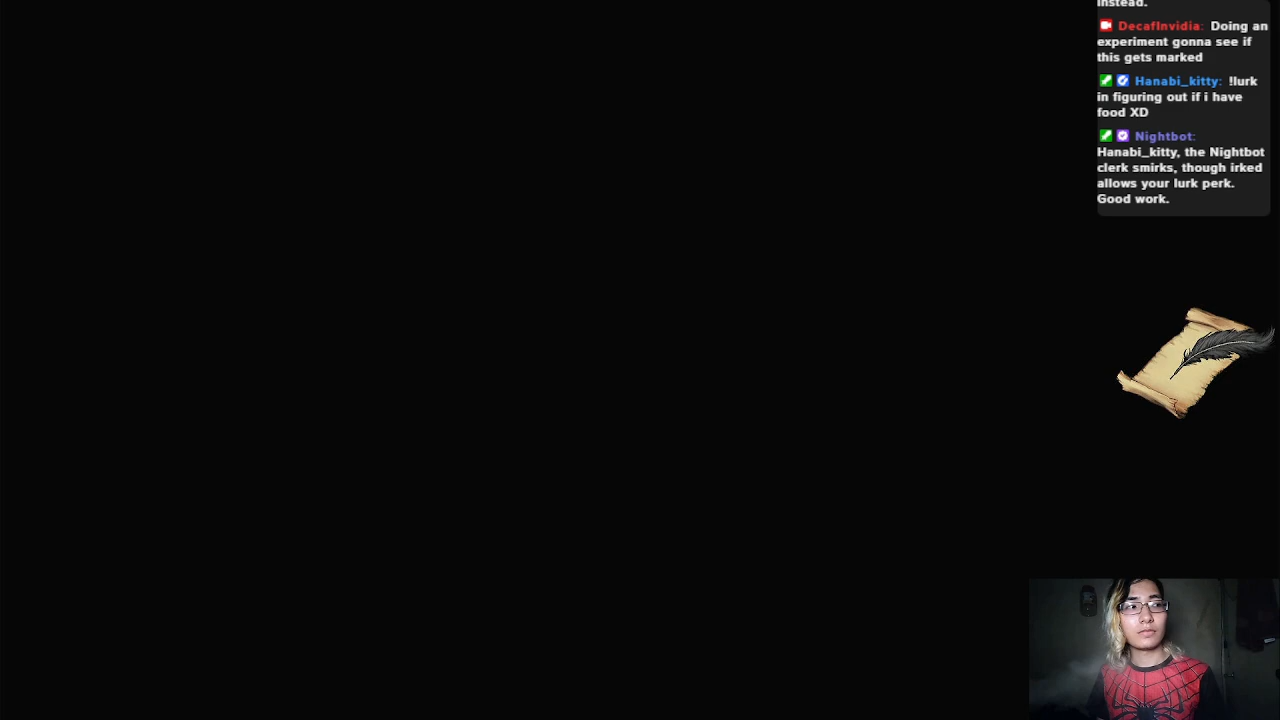 instead.
DecafInvidia: Doing an
experiment gonna see if
this gets marked
Hanabi_kitty: !lurk
in figuring out if i have
food XD
Nightbot:
Hanabi_kitty, the Nightbot
clerk smirks, though irked
allows your lurk perk.
Good work.